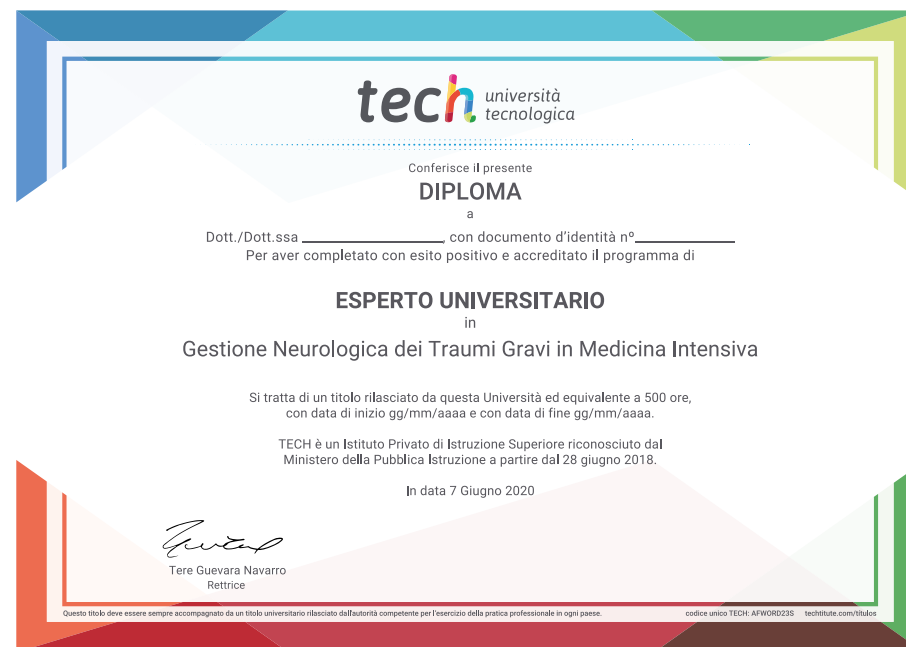 tech università
tecnologica
Conferisce il presente
DIPLOMA
a
Dott./Dott.ssa ____________, con documento d'identità nº____________
Per aver completato con esito positivo e accreditato il programma di
ESPERTO UNIVERSITARIO
in
Gestione Neurologica dei Traumi Gravi in Medicina Intensiva
Si tratta di un titolo rilasciato da questa Università ed equivalente a 500 ore,
con data di inizio gg/mm/aaaa e con data di fine gg/mm/aaaa.
TECH è un Istituto Privato di Istruzione Superiore riconosciuto dal
Ministero della Pubblica Istruzione a partire dal 28 giugno 2018.
In data 7 Giugno 2020
Tere Guevara Navarro
Rettrice
Questo titolo deve essere sempre accompagnato da un titolo universitario rilasciato dall'autorità competente per l'esercizio della pratica professionale in ogni paese. codice unico TECH: AFWORD23S techtitute.com/titulos